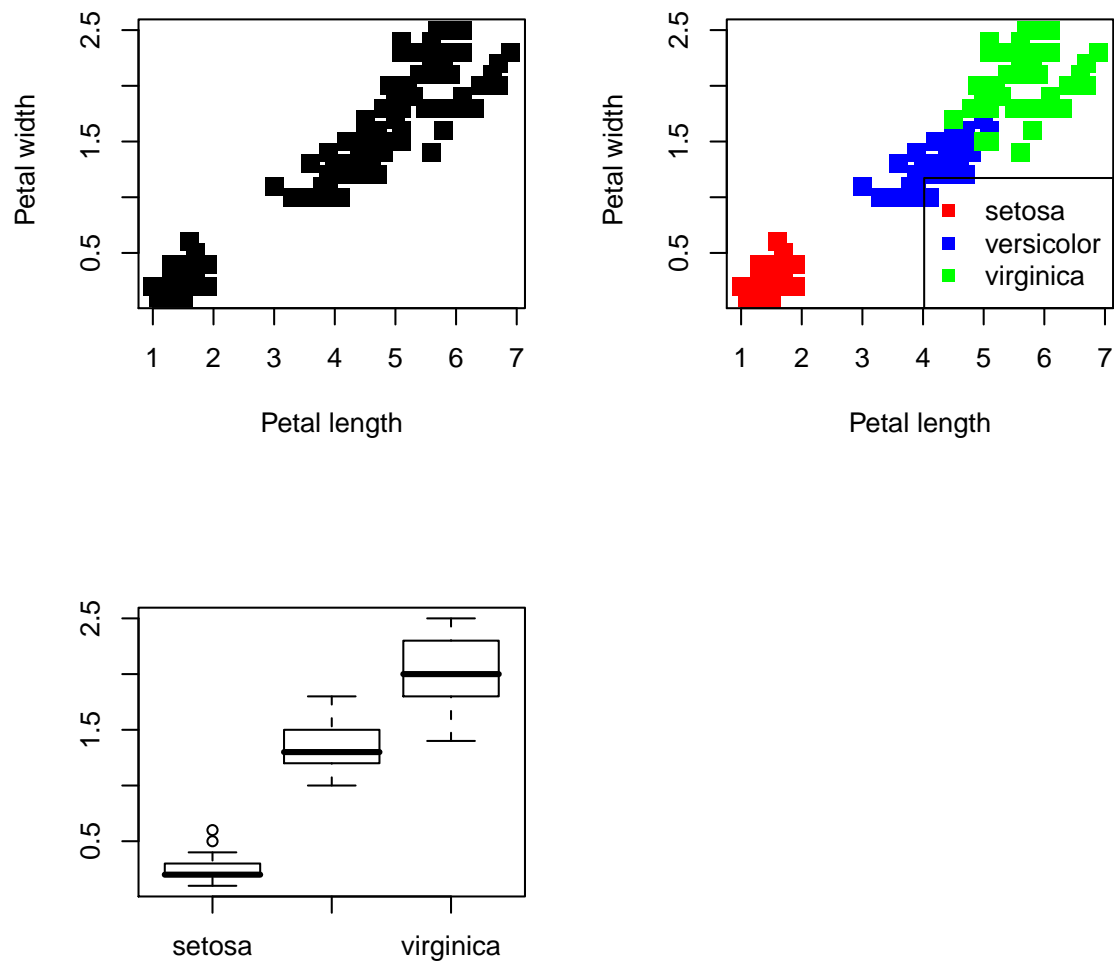 2.5
1.5
0.5
Petal width
1 2 3 4 5 6 7
Petal length
2.5
1.5
0.5
Petal width
setosa
versicolor
virginica
1 2 3 4 5 6 7
Petal length
2.5
1.5
0.5
setosa virginica